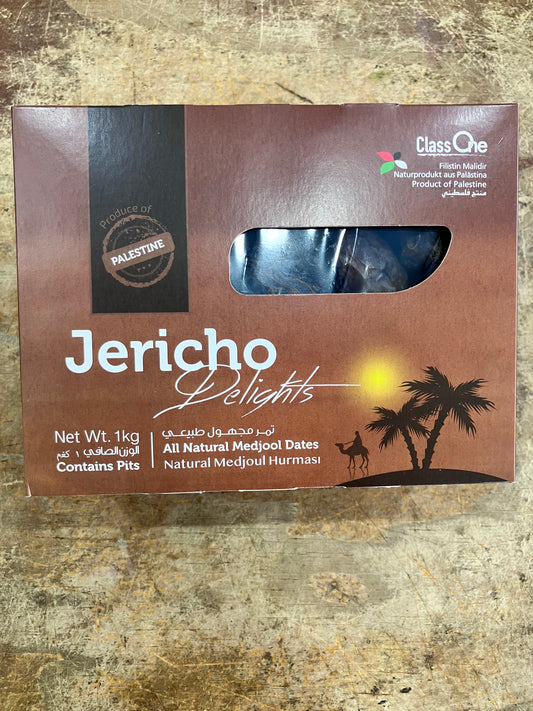 Class One
Filistin Malidir
Naturprodukt aus Palästina
Product of Palestine
منتج فلسطيني
Produce of
PALESTINE
Jericho
Delights
Net Wt. 1kg
الوزن الصافي ١ كغم
Contains Pits
تمر مجهول طبيعي
All Natural Medjool Dates
Natural Medjoul Hurması